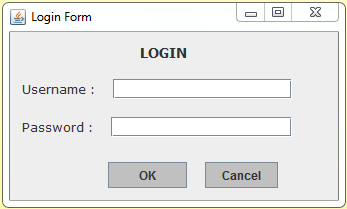 Login Form
LOGIN
Username :
Password :
OK Cancel